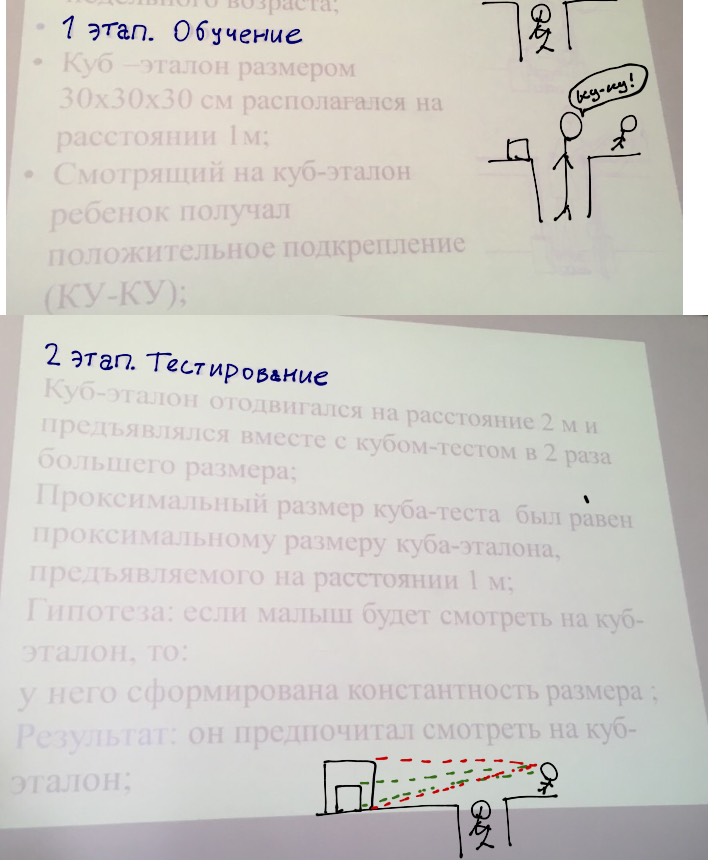 недельного возраста;
• 1 этап. Обучение
• Куб –эталон размером
30х30х30 см располагался на
расстоянии 1м;
• Смотрящий на куб-эталон
ребенок получал
положительное подкрепление
(КУ-КУ);
ку-ку!
2 этап. Тестирование
Куб-эталон отодвигался на расстояние 2 м и
предъявлялся вместе с кубом-тестом в 2 раза
большего размера;
Проксимальный размер куба-теста был равен
проксимальному размеру куба-эталона,
предъявляемого на расстоянии 1 м;
Гипотеза: если малыш будет смотреть на куб-
эталон, то:
у него сформирована константность размера ;
Результат: он предпочитал смотреть на куб-
эталон;